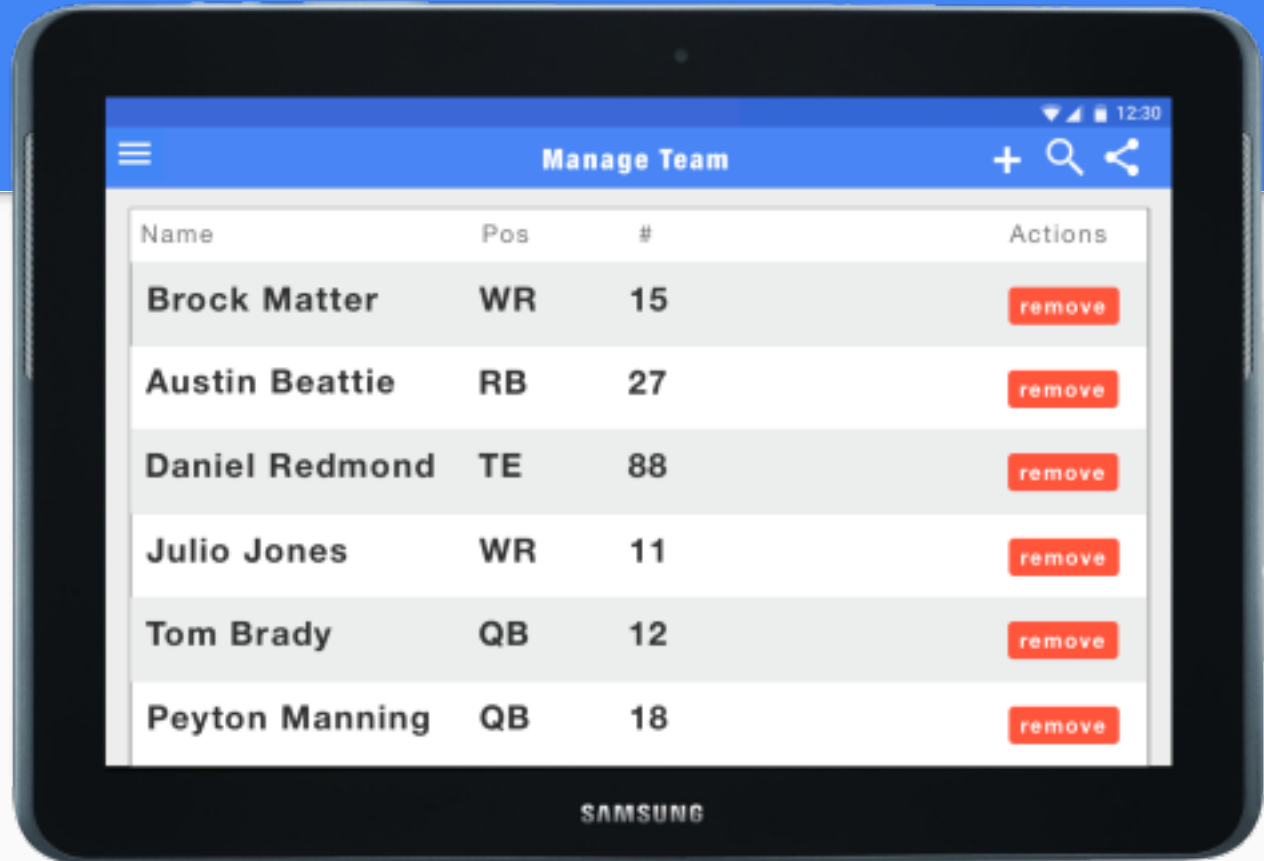 12:30
Manage Team
Name Pos # Actions
Brock Matter WR 15 remove
Austin Beattie RB 27 remove
Daniel Redmond TE 88 remove
Julio Jones WR 11 remove
Tom Brady QB 12 remove
Peyton Manning QB 18 remove
SAMSUNG